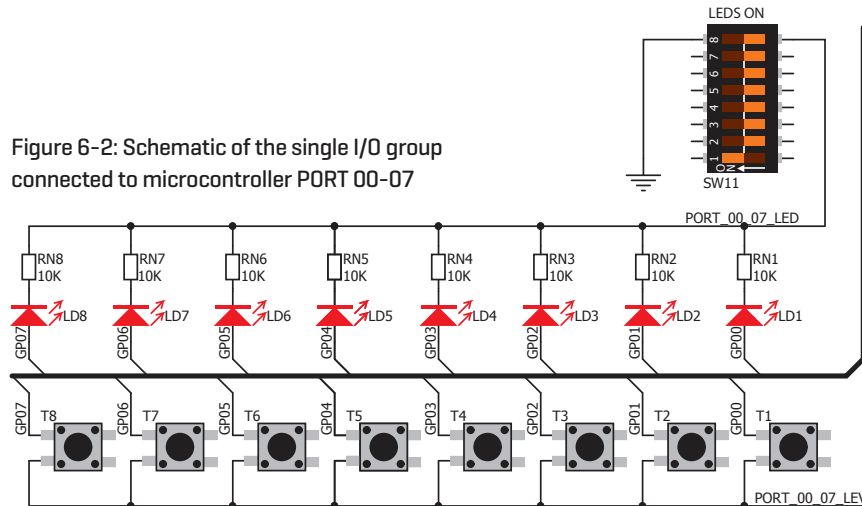 LEDS ON
8
7
6
5
4
3
2
1
ON
SW11
Figure 6-2: Schematic of the single I/O group
connected to microcontroller PORT 00-07
PORT_00_07_LED
RN8 RN7 RN6 RN5 RN4 RN3 RN2 RN1
10K 10K 10K 10K 10K 10K 10K 10K
LD8 LD7 LD6 LD5 LD4 LD3 LD2 LD1
GP07 GP06 GP05 GP04 GP03 GP02 GP01 GP00
GP07 GP06 GP05 GP04 GP03 GP02 GP01 GP00
T8 T7 T6 T5 T4 T3 T2 T1
PORT_00_07_LEV